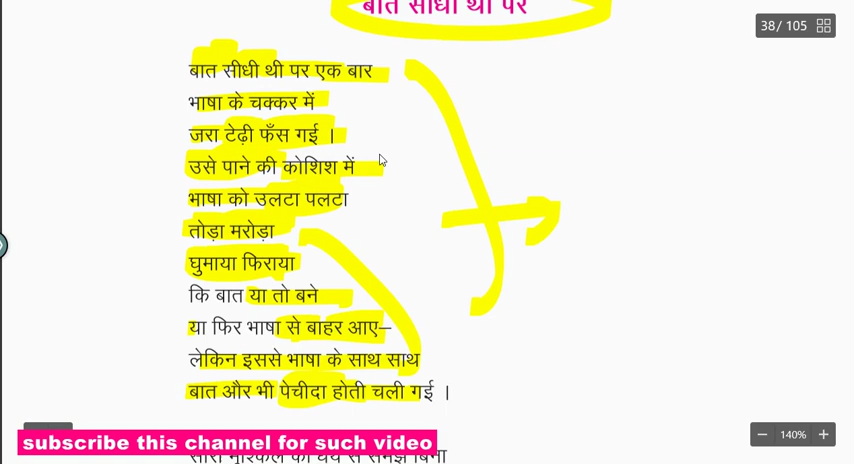 बात सीधी थी पर
38 / 105
बात सीधी थी पर एक बार
भाषा के चक्कर में
जरा टेढ़ी फँस गई ।
उसे पाने की कोशिश में
भाषा को उलटा पलटा
तोड़ा मरोड़ा
घुमाया फिराया
कि बात या तो बने
या फिर भाषा से बाहर आए–
लेकिन इससे भाषा के साथ साथ
बात और भी पेचीदा होती चली गई ।
subscribe this channel for such video
140%
सारी मुश्किल को धैर्य से समझे बिना